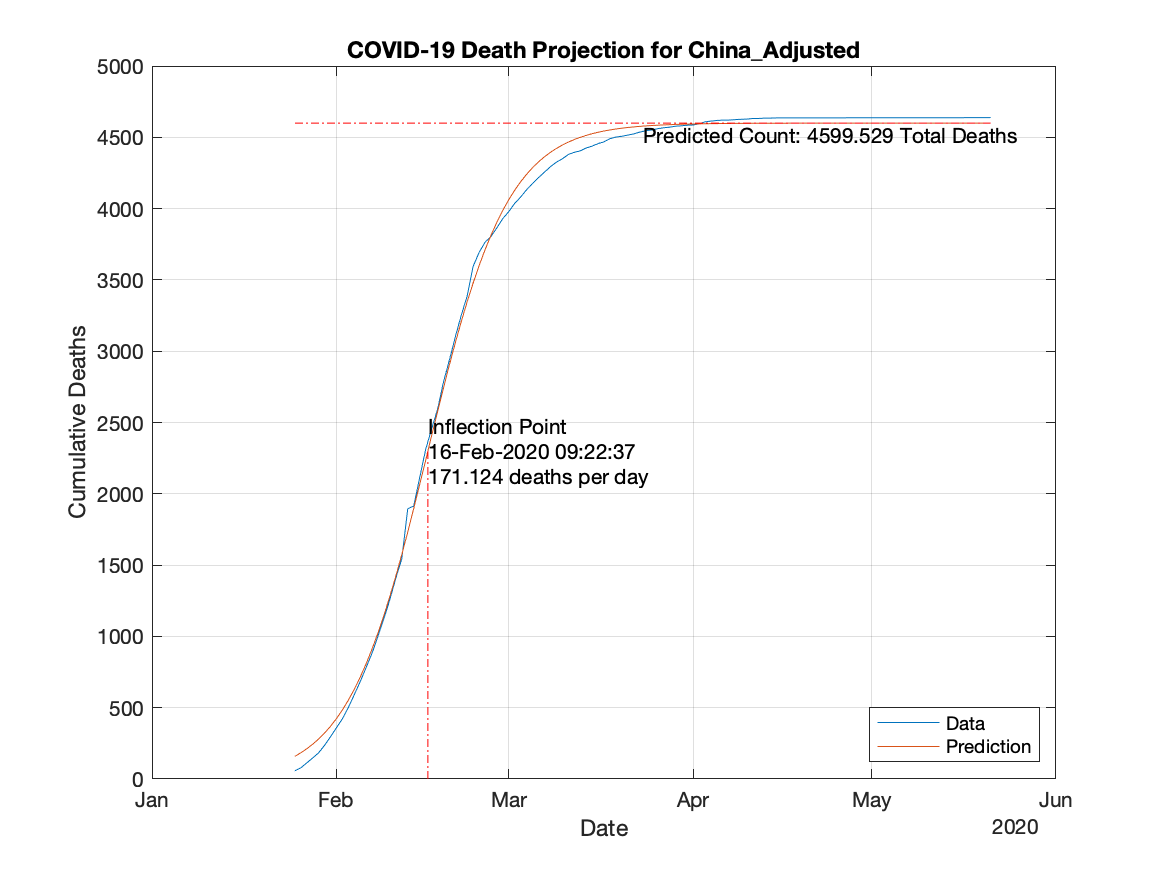 COVID-19 Death Projection for China_Adjusted
5000
4500
4000
3500
3000
2500
2000
1500
1000
500
0
Cumulative Deaths
Predicted Count: 4599.529 Total Deaths
Inflection Point
16-Feb-2020 09:22:37
171.124 deaths per day
Data
Prediction
Jan Feb Mar Apr May Jun
Date
2020